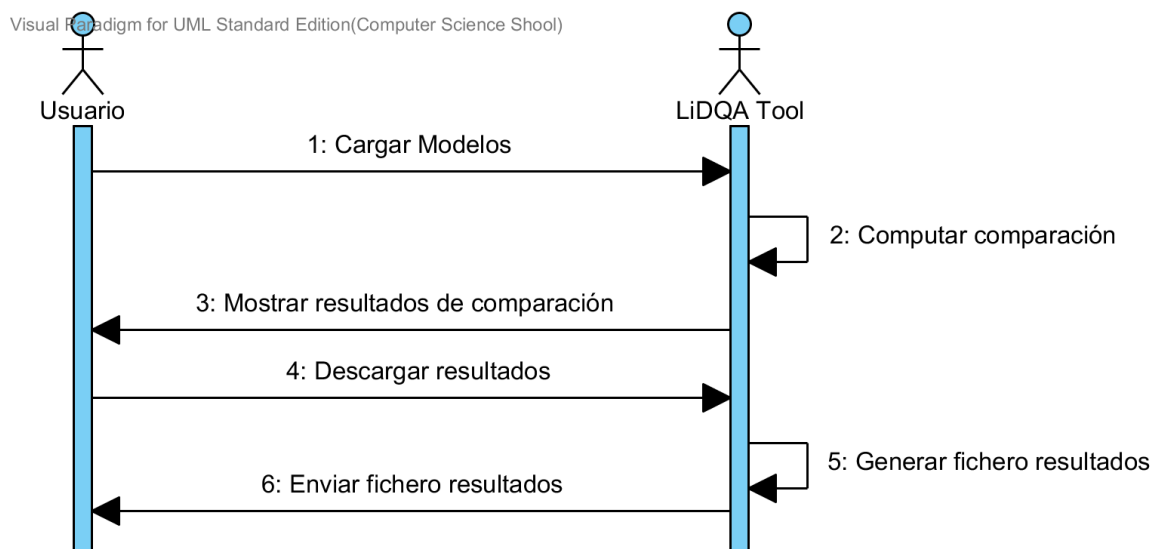 Visual Paradigm for UML Standard Edition(Computer Science Shool)
Usuario
LiDQA Tool
1: Cargar Modelos
2: Computar comparación
3: Mostrar resultados de comparación
4: Descargar resultados
5: Generar fichero resultados
6: Enviar fichero resultados